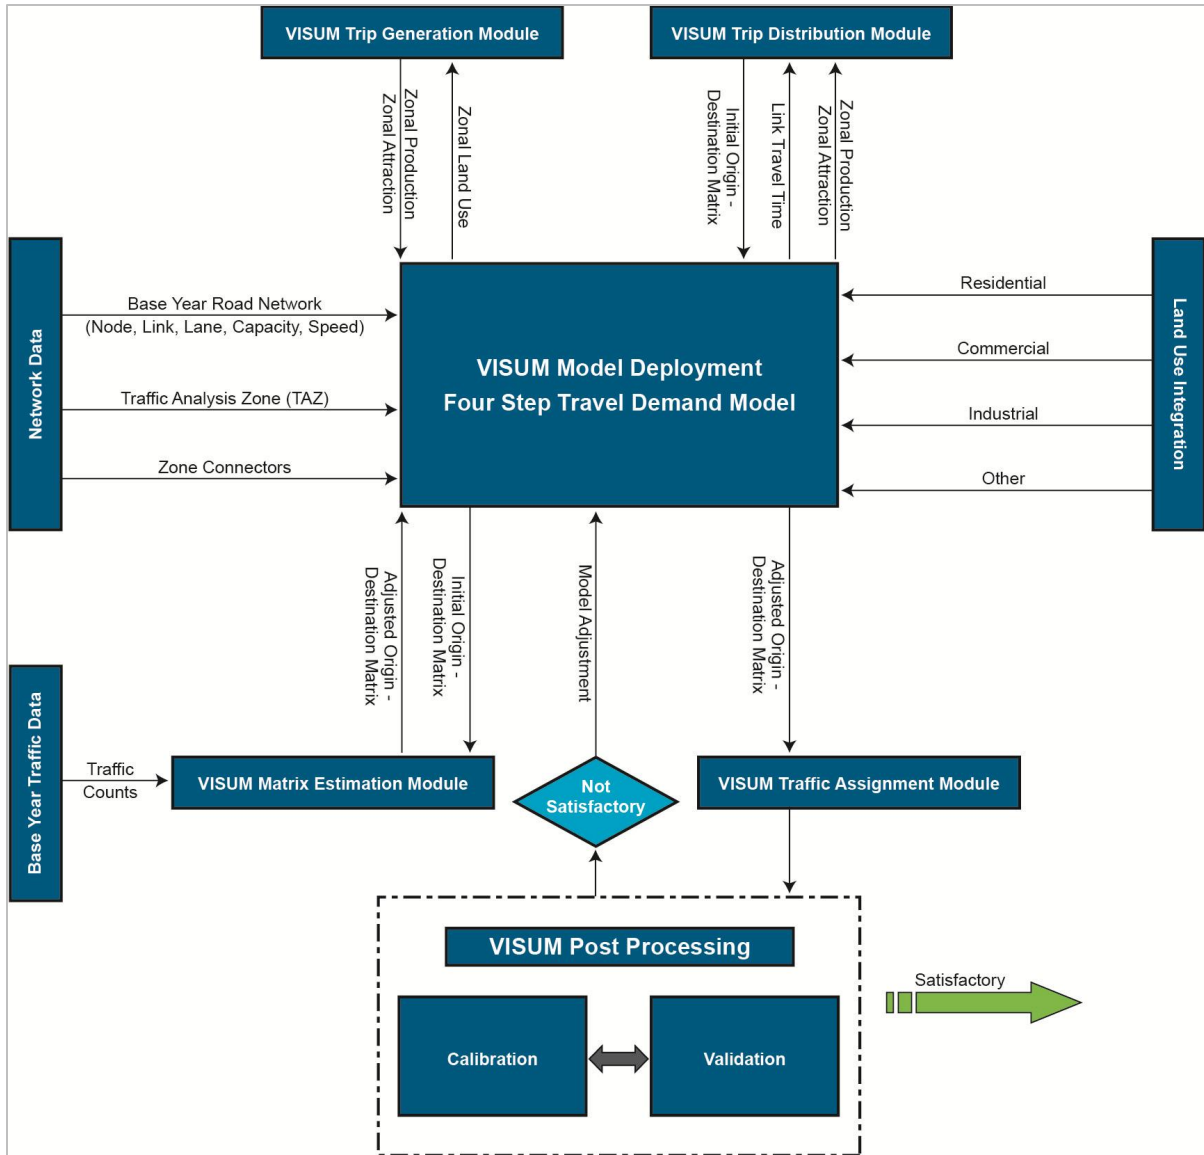 VISUM Trip Generation Module
VISUM Trip Distribution Module
Zonal Production
Zonal Attraction
Zonal Land Use
Initial Origin -
Destination Matrix
Link Travel Time
Zonal Production
Zonal Attraction
Network Data
Base Year Road Network
(Node, Link, Lane, Capacity, Speed)
Traffic Analysis Zone (TAZ)
Zone Connectors
VISUM Model Deployment
Four Step Travel Demand Model
Residential
Commercial
Industrial
Other
Land Use Integration
Adjusted Origin -
Destination Matrix
Initial Origin -
Destination Matrix
Model Adjustment
Adjusted Origin -
Destination Matrix
Base Year Traffic Data
Traffic
Counts
VISUM Matrix Estimation Module
Not
Satisfactory
VISUM Traffic Assignment Module
VISUM Post Processing
Calibration
Validation
Satisfactory